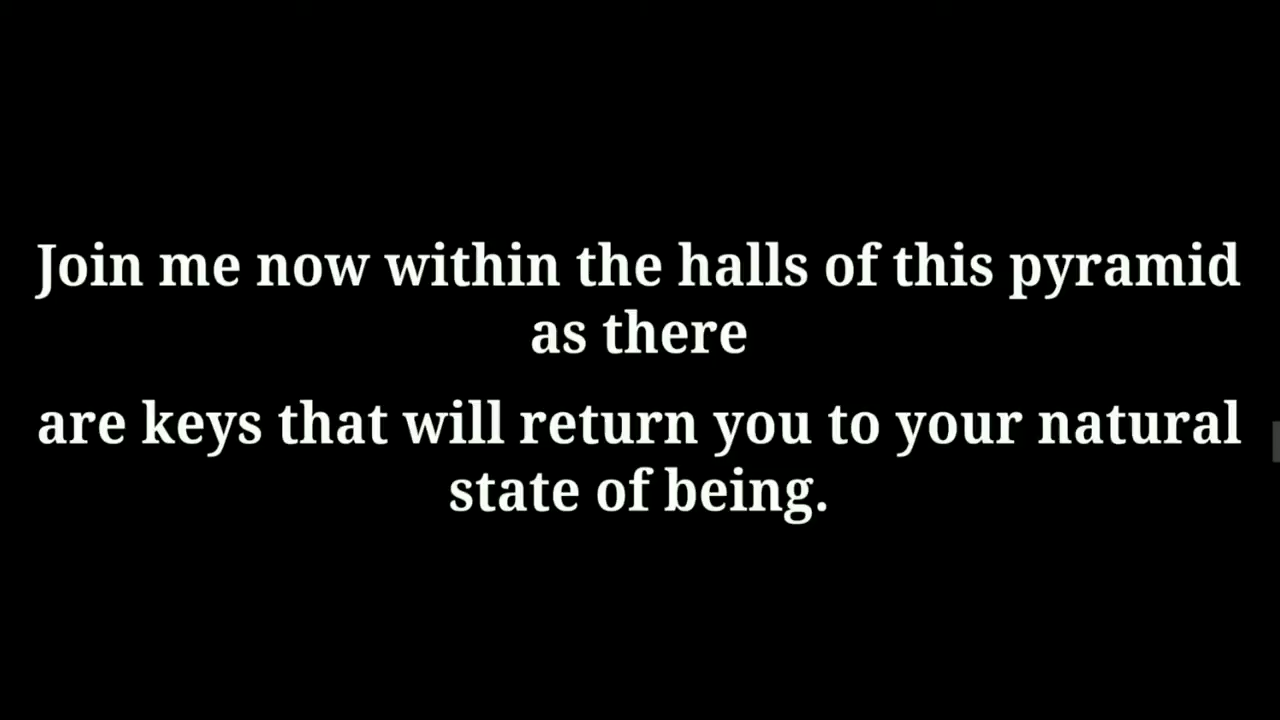 Join me now within the halls of this pyramid
as there
are keys that will return you to your natural
state of being.